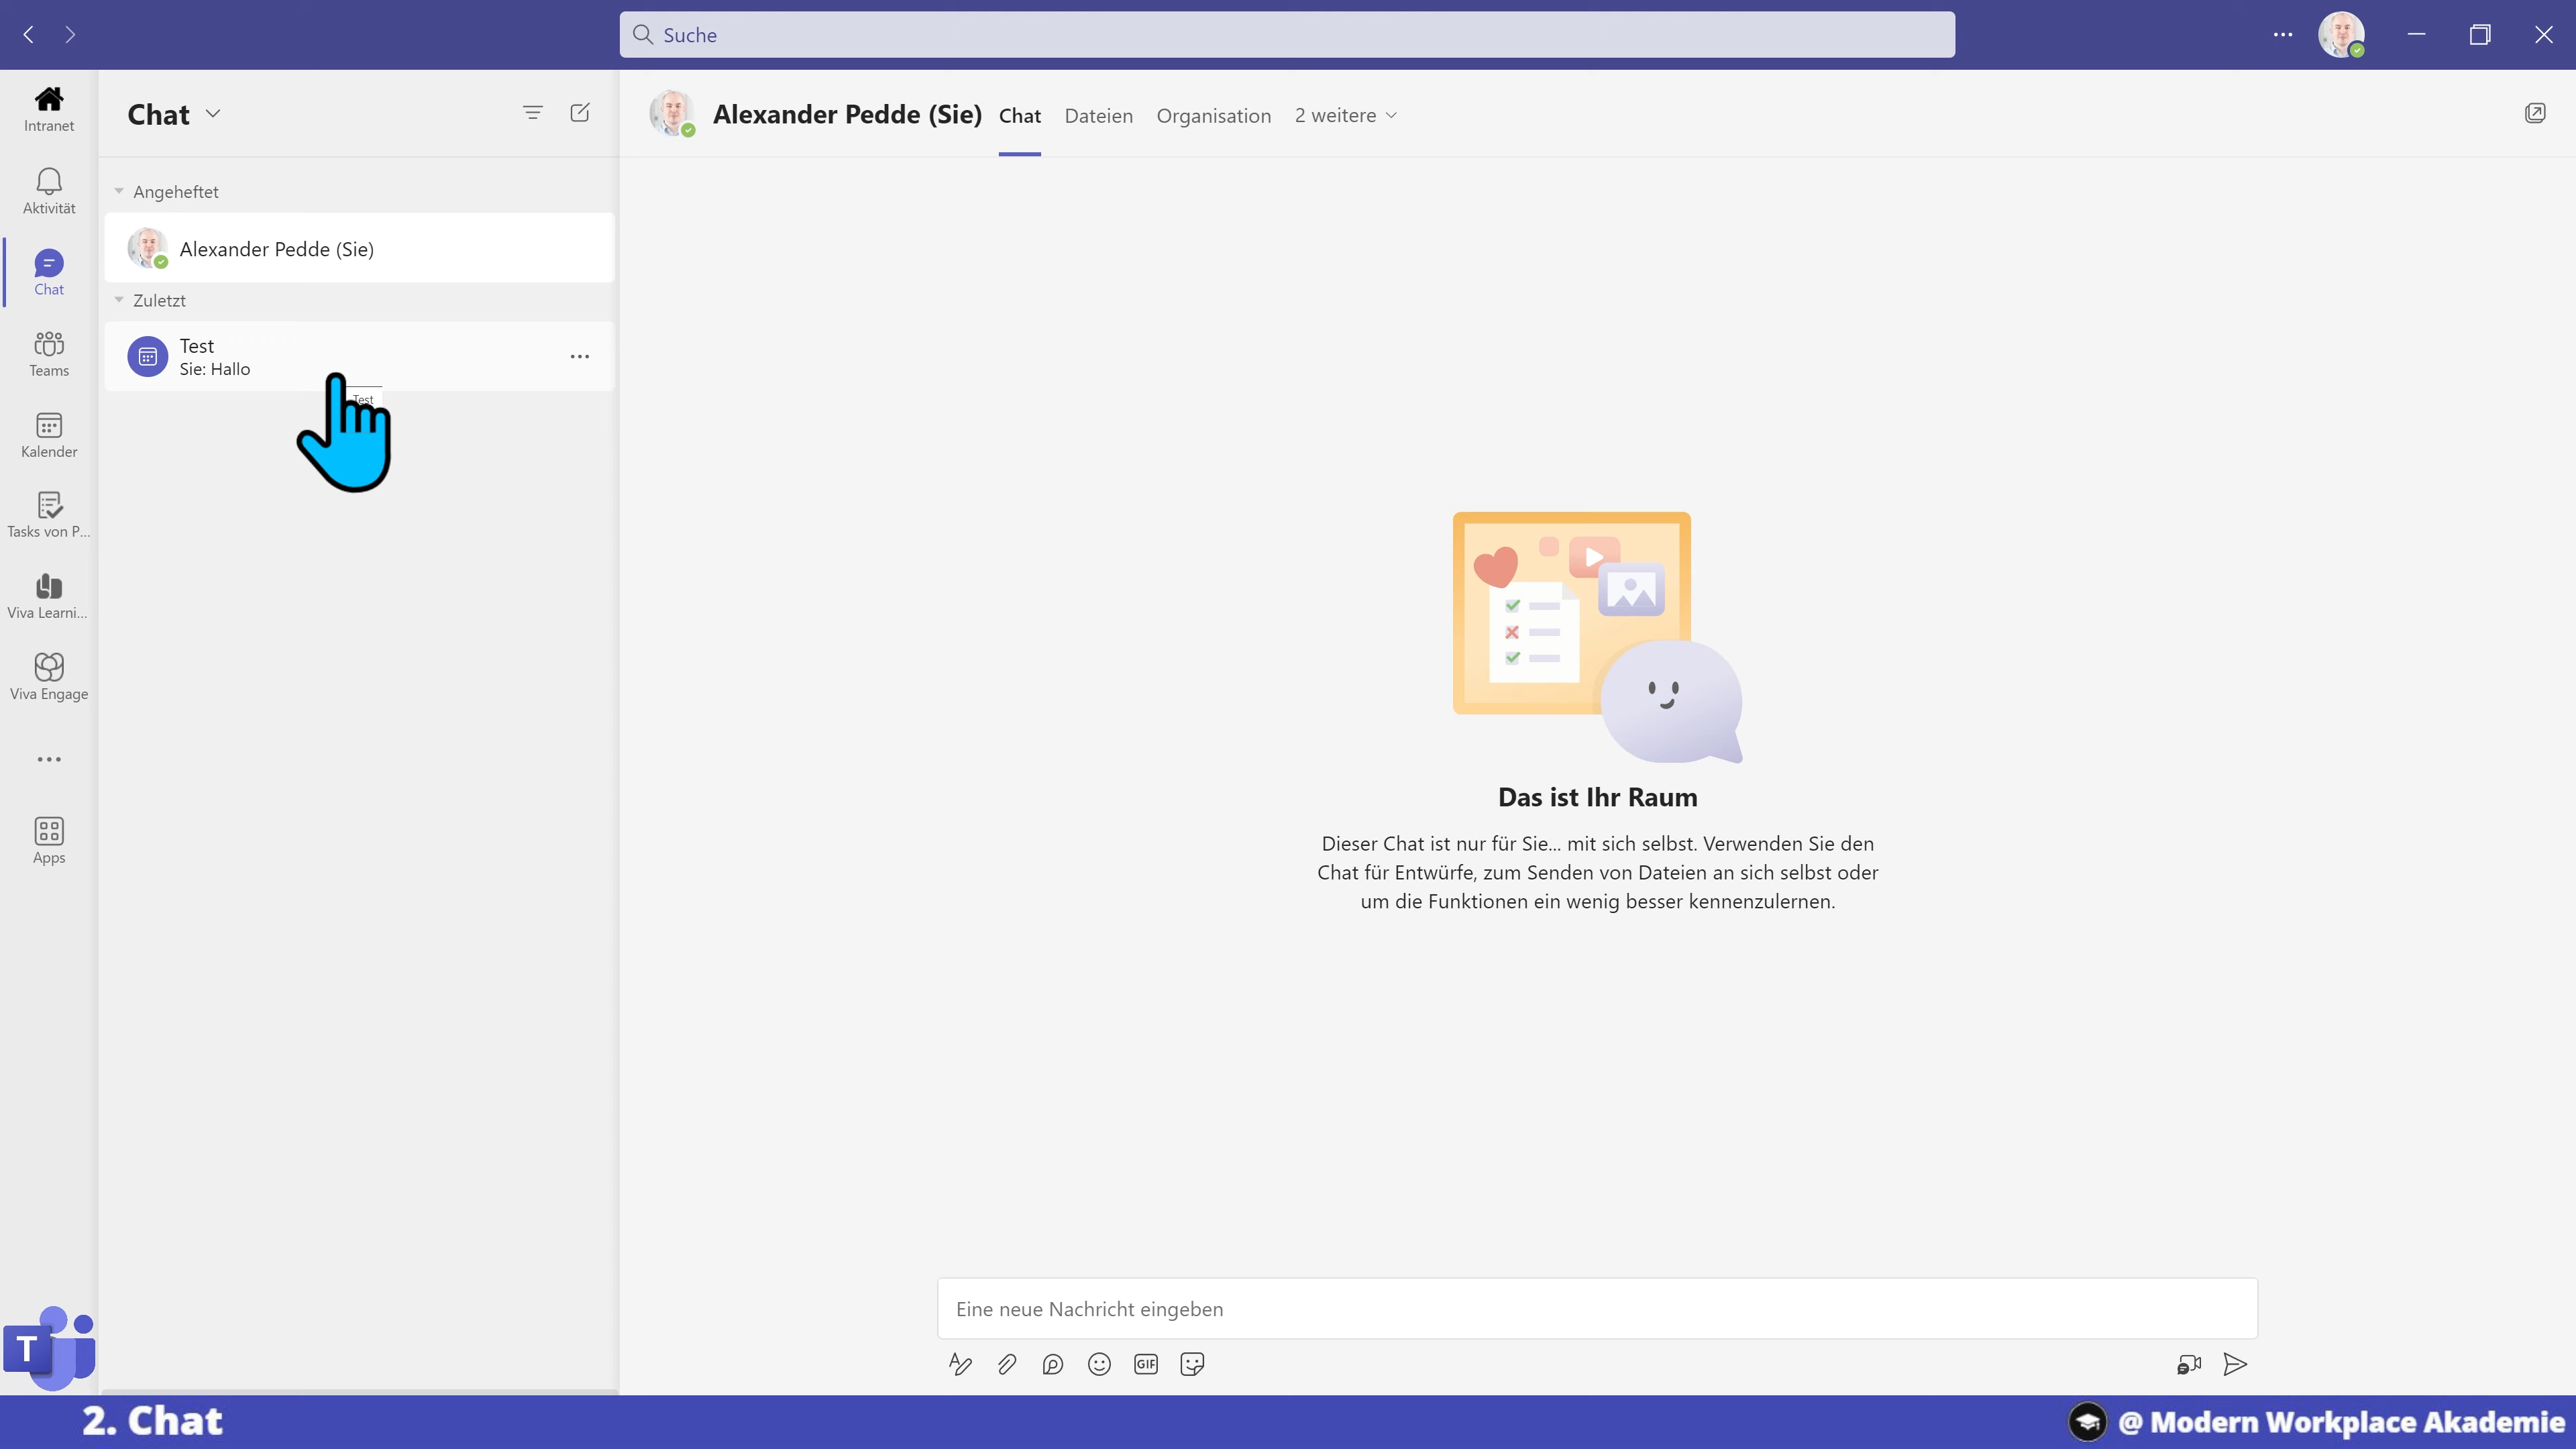 Suche
Intranet
Aktivität
Chat
Teams
Kalender
Tasks von P...
Viva Learni...
Viva Engage
Apps
Chat
Angeheftet
Alexander Pedde (Sie)
Zuletzt
Test
Sie: Hallo
Test
Alexander Pedde (Sie) Chat Dateien Organisation 2 weitere
Das ist Ihr Raum
Dieser Chat ist nur für Sie... mit sich selbst. Verwenden Sie den
Chat für Entwürfe, zum Senden von Dateien an sich selbst oder
um die Funktionen ein wenig besser kennenzulernen.
Eine neue Nachricht eingeben
GIF
T
2. Chat
@ Modern Workplace Akademie